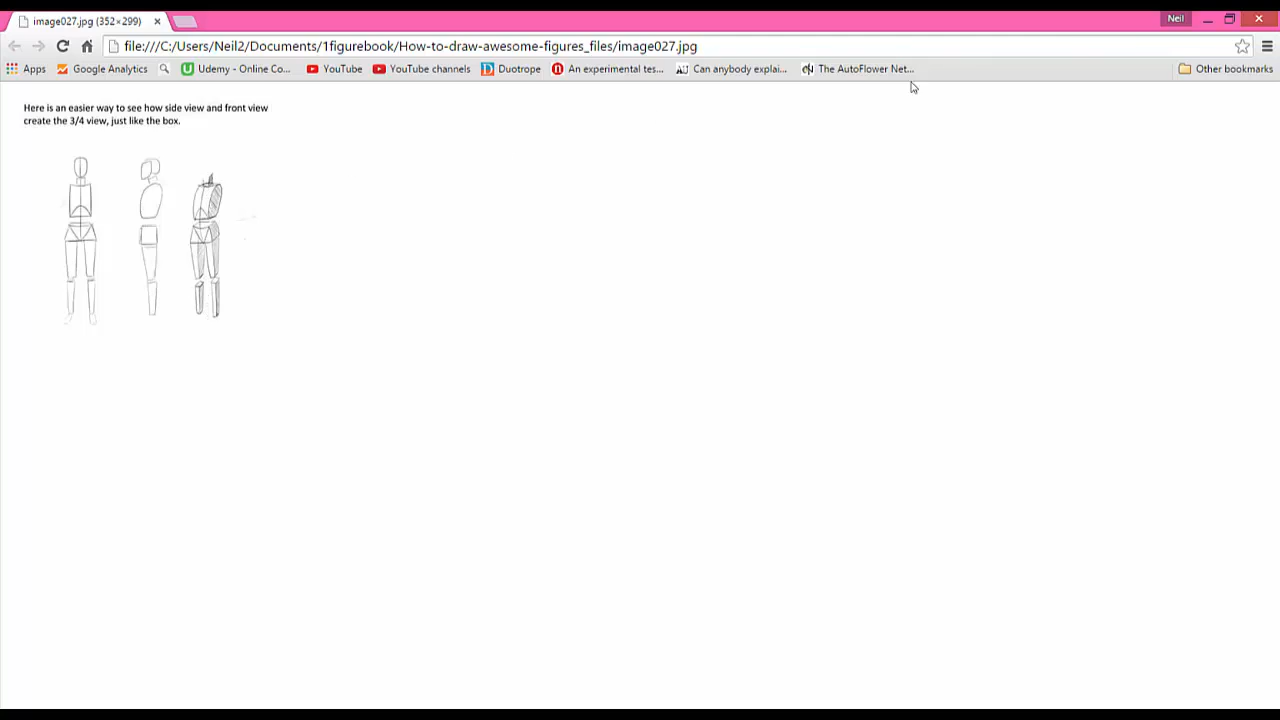 image027.jpg (352×299)
Neil
file:///C:/Users/Neil2/Documents/1figurebook/How-to-draw-awesome-figures_files/image027.jpg
Apps Google Analytics Udemy - Online Co... YouTube YouTube channels Duotrope An experimental tes... Can anybody explai... The AutoFlower Net... Other bookmarks
Here is an easier way to see how side view and front view
create the 3/4 view, just like the box.